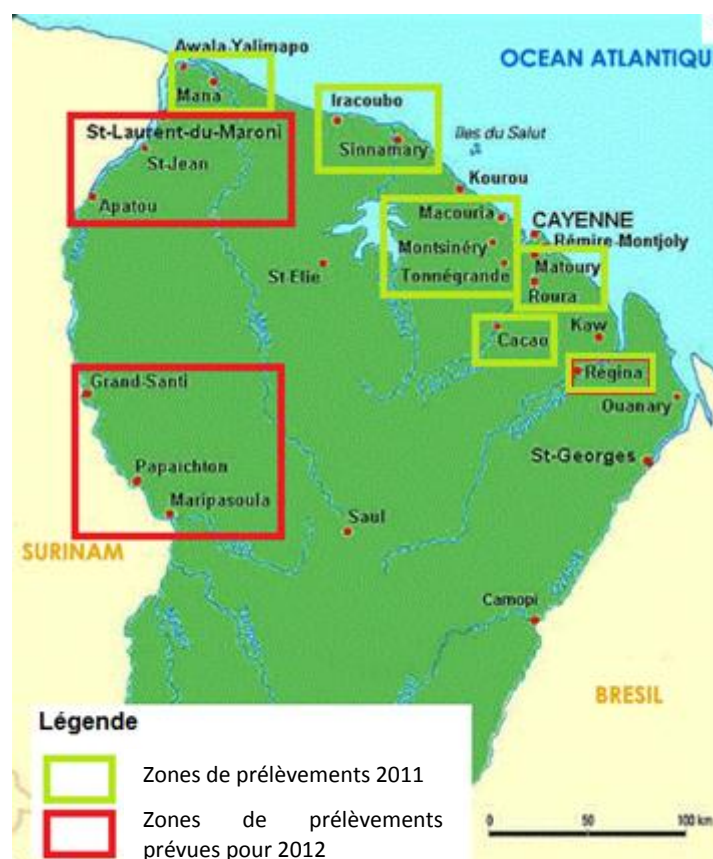 OCEAN ATLANTIQU
Awala-Yalimapo
Mana
Iracoubo
Sinnamary
Iles du Salut
St-Laurent-du-Maroni
St-Jean
Apatou
Kourou
Macouria
CAYENNE
Rémire-Montjoly
Montsinéry
Matoury
Tonnégrande
St-Elie
Roura
Kaw
Cacao
Régina
Grand-Santi
Ouanary
St-Georges
Papaichton
Maripasoula
Saul
SURINAM
Camopi
BRESIL
Légende
Zones de prélèvements 2011
Zones de prélèvements
prévues pour 2012
0 50 100 km